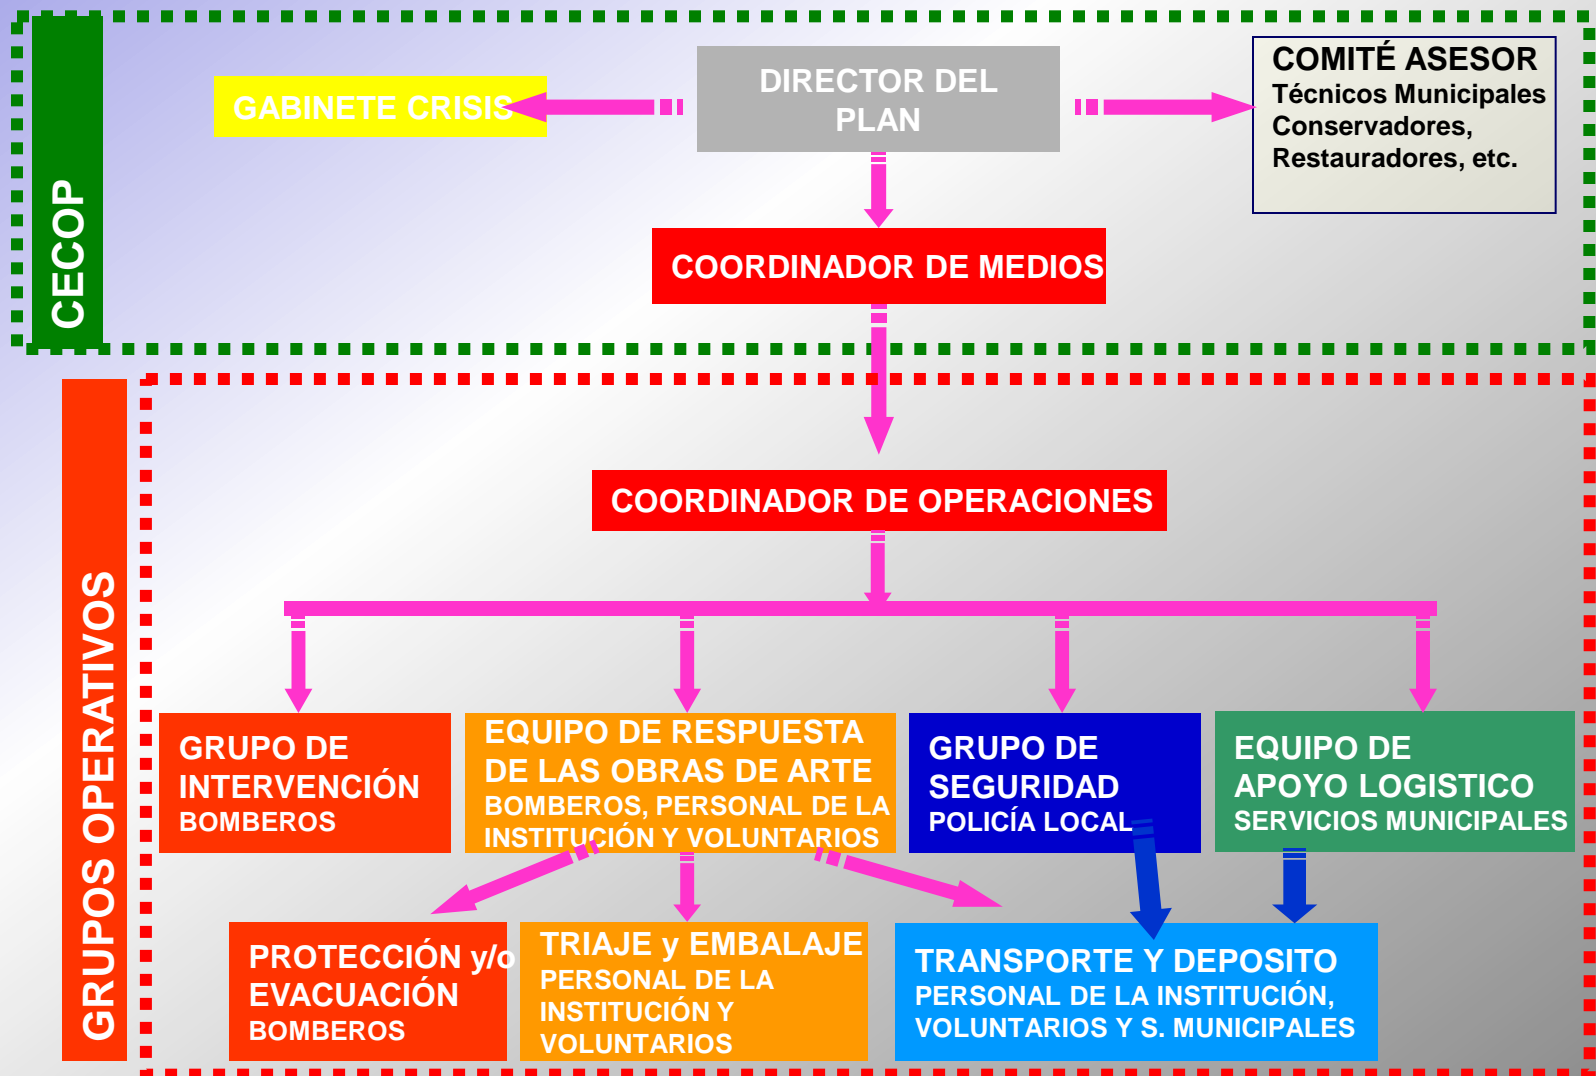 CECOP
GABINETE CRISIS
DIRECTOR DEL
PLAN
COMITÉ ASESOR
Técnicos Municipales
Conservadores,
Restauradores, etc.
COORDINADOR DE MEDIOS
GRUPOS OPERATIVOS
COORDINADOR DE OPERACIONES
GRUPO DE
INTERVENCIÓN
BOMBEROS
EQUIPO DE RESPUESTA
DE LAS OBRAS DE ARTE
BOMBEROS, PERSONAL DE LA
INSTITUCIÓN Y VOLUNTARIOS
GRUPO DE
SEGURIDAD
POLICÍA LOCAL
EQUIPO DE
APOYO LOGISTICO
SERVICIOS MUNICIPALES
PROTECCIÓN y/o
EVACUACIÓN
BOMBEROS
TRIAJE y EMBALAJE
PERSONAL DE LA
INSTITUCIÓN Y
VOLUNTARIOS
TRANSPORTE Y DEPOSITO
PERSONAL DE LA INSTITUCIÓN,
VOLUNTARIOS Y S. MUNICIPALES